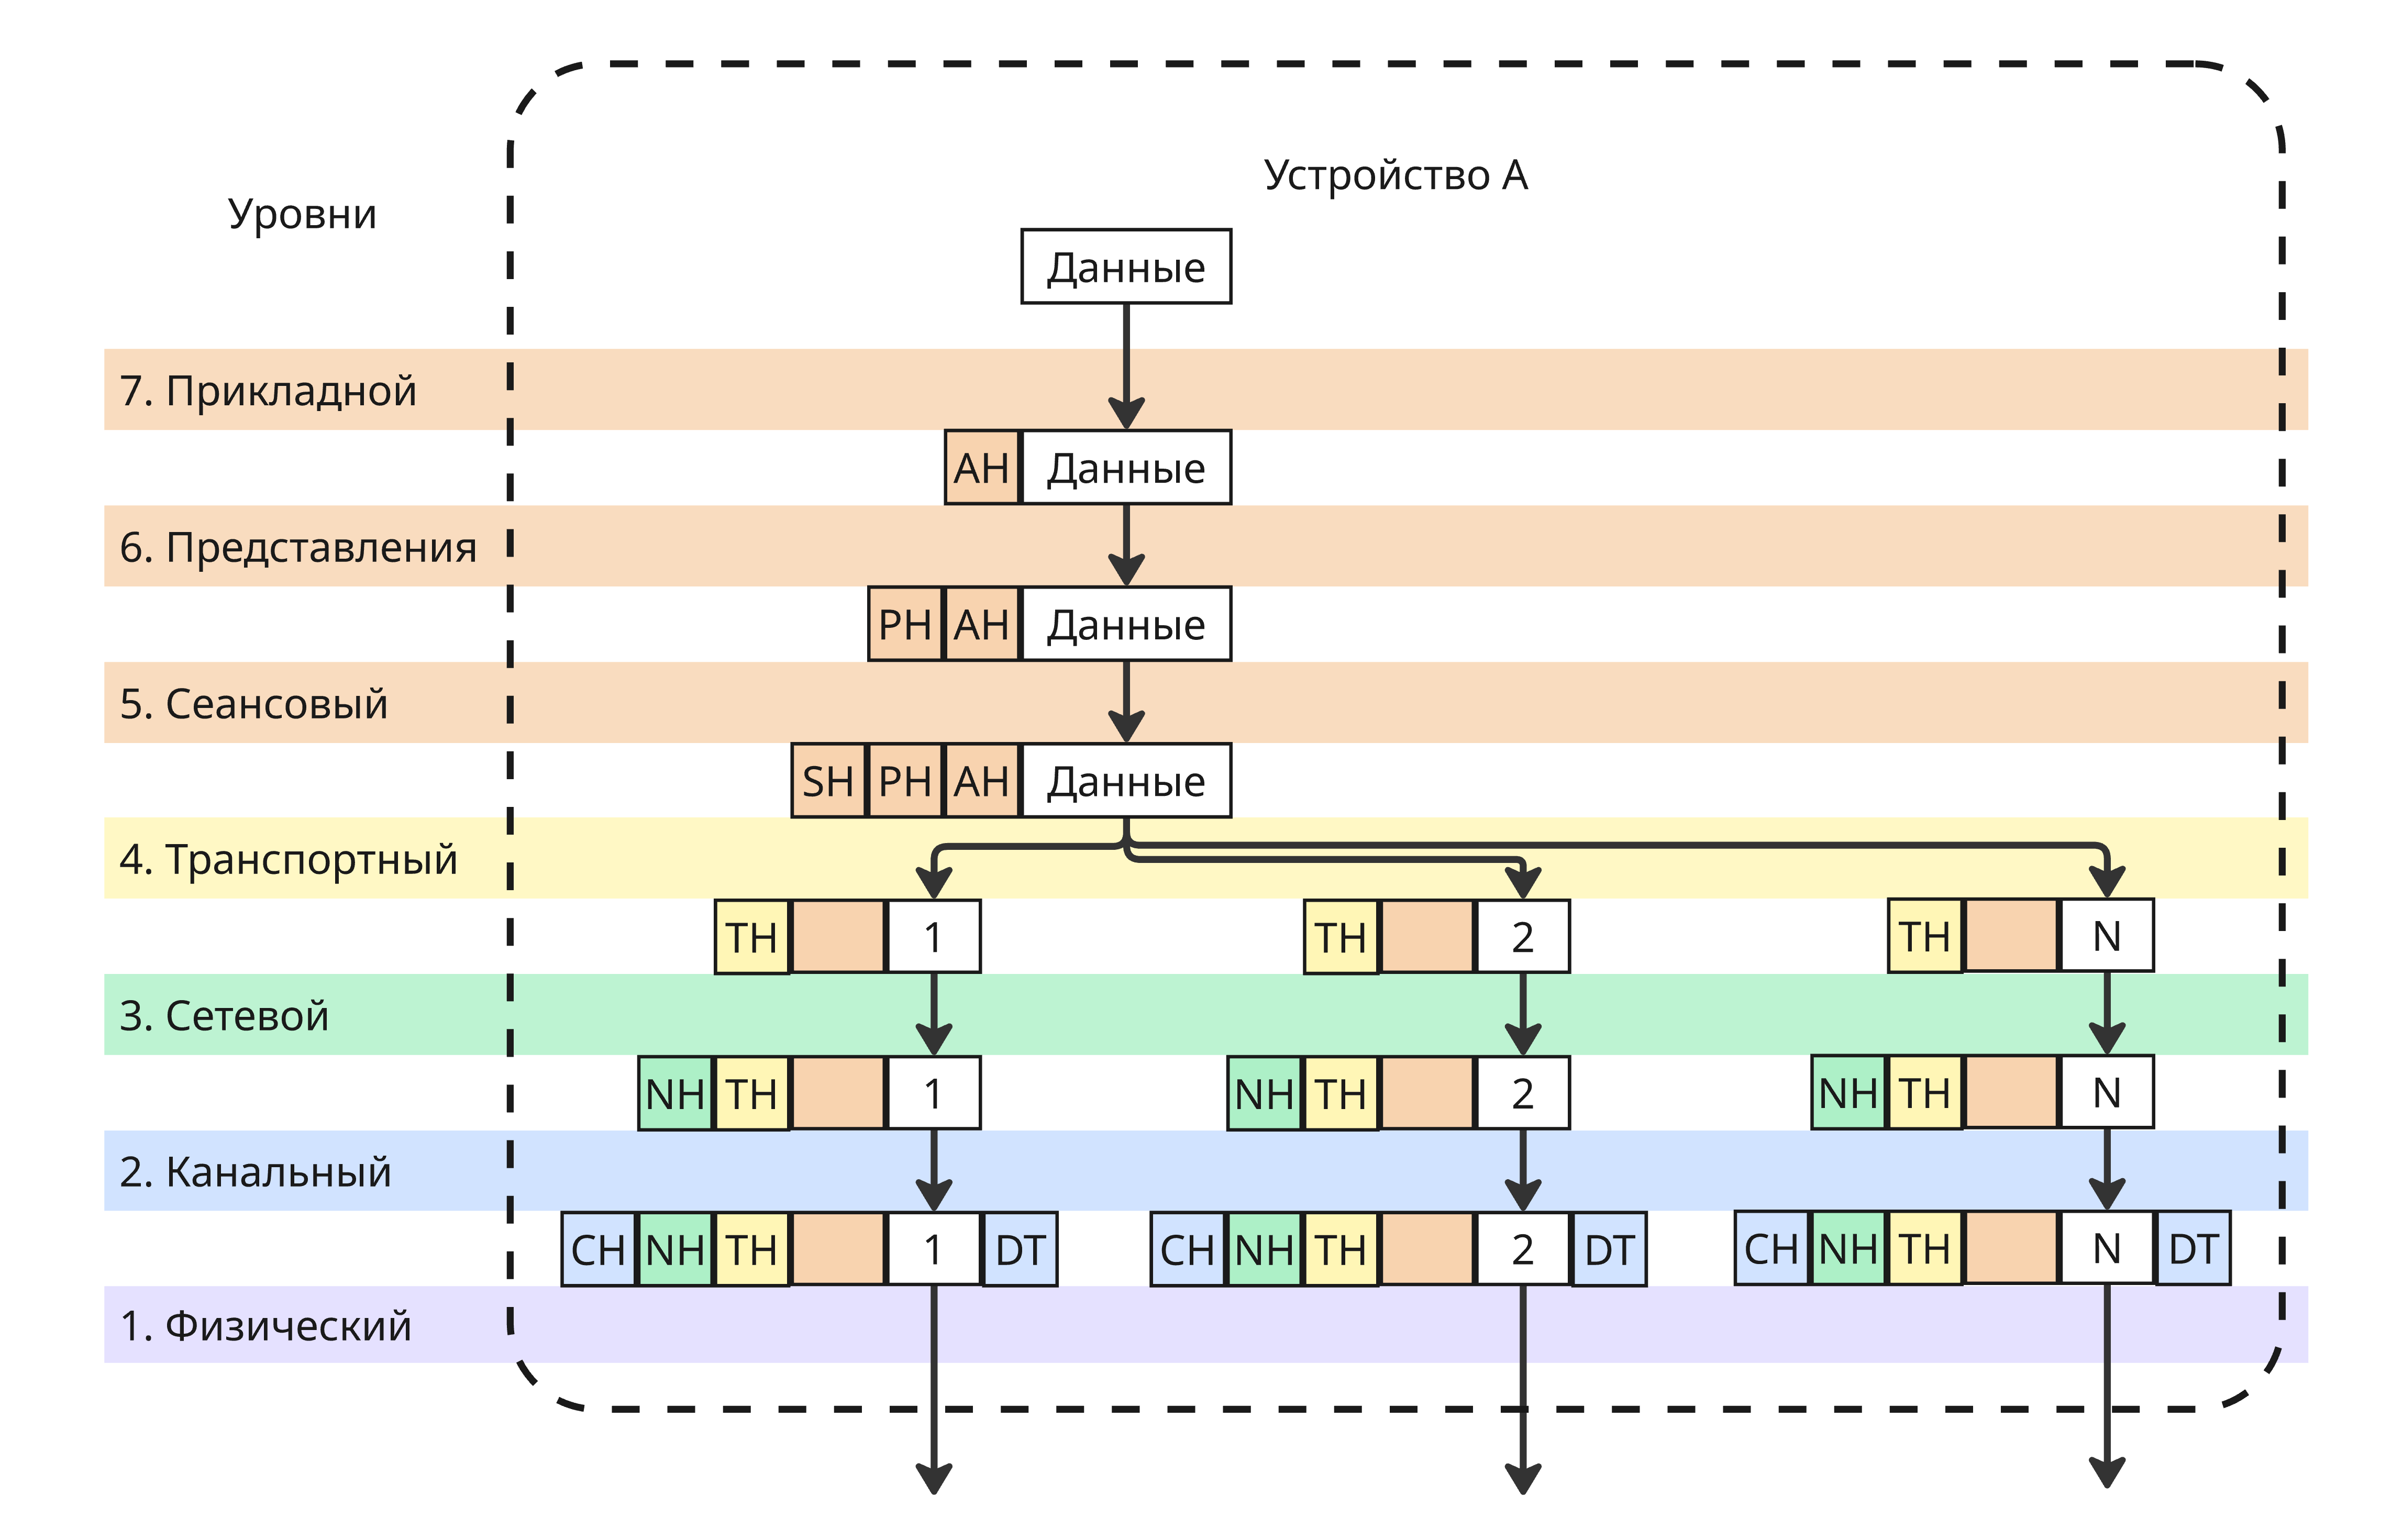 Устройство А
Уровни
Данные
7. Прикладной
AH Данные
6. Представления
PH AH Данные
5. Сеансовый
SH PH AH Данные
4. Транспортный
TH 1 TH 2 TH N
3. Сетевой
NH TH 1 NH TH 2 NH TH N
2. Канальный
CH NH TH 1 DT CH NH TH 2 DT CH NH TH N DT
1. Физический